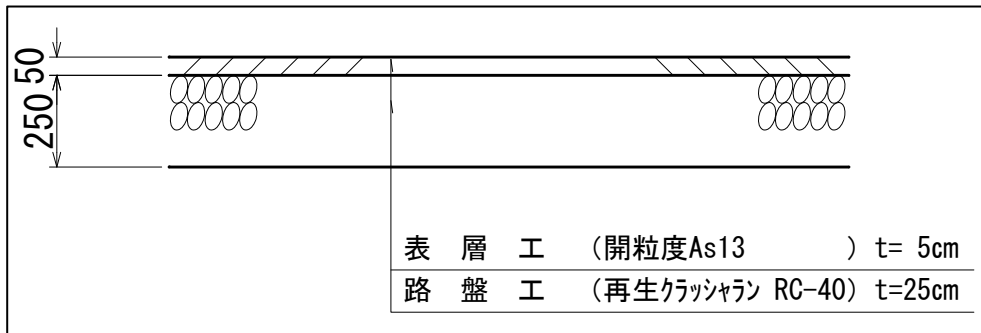 50
250
表 層 工 (開粒度As13 ) t= 5cm
路 盤 工 (再生ｸﾗｯｼｬﾗﾝ RC-40) t=25cm